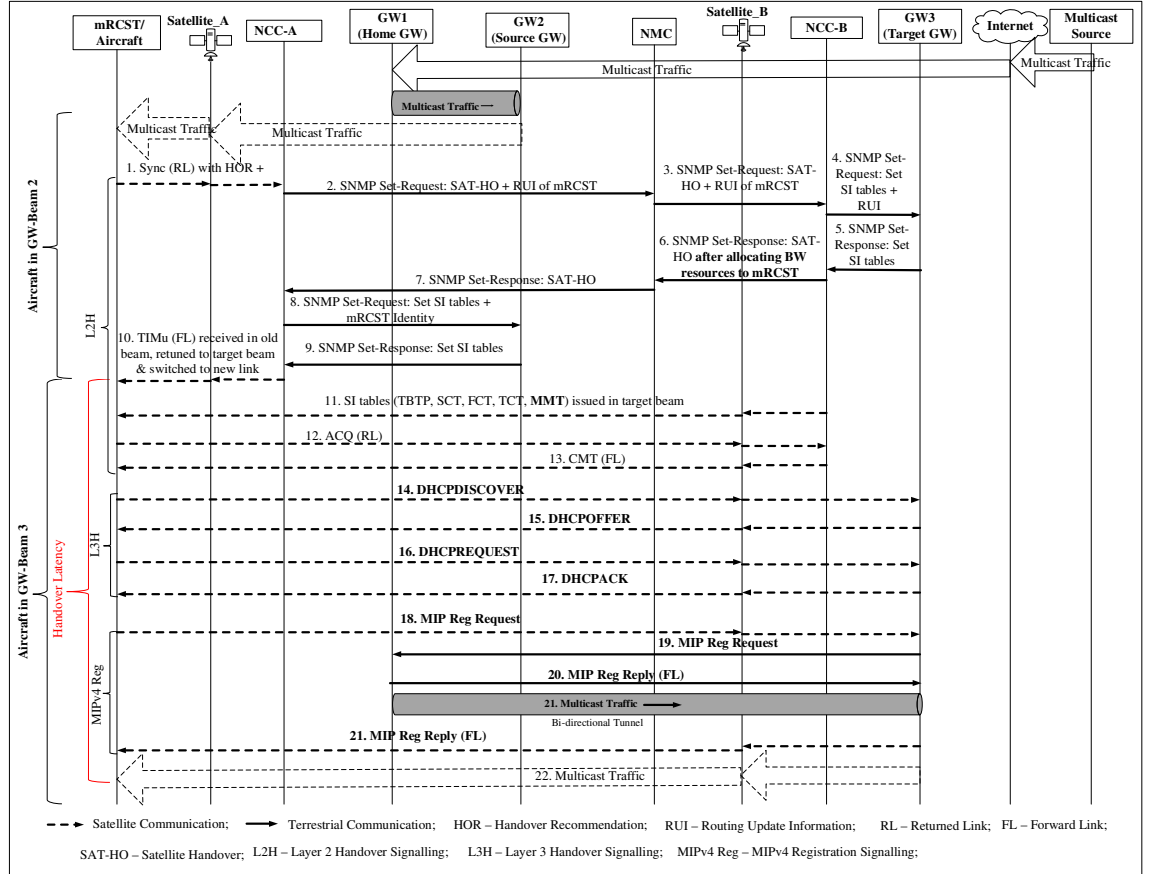 mRCST/
Aircraft
Satellite_A
NCC-A
GW1
(Home GW)
GW2
(Source GW)
NMC
Satellite_B
NCC-B
GW3
(Target GW)
Internet
Multicast
Source
Multicast Traffic
Multicast Traffic
Multicast Traffic
Multicast Traffic
Multicast Traffic
1. Sync (RL) with HOR +
2. SNMP Set-Request: SAT-HO + RUI of mRCST
3. SNMP Set-Request: SAT-
HO + RUI of mRCST
4. SNMP
Set-
Request: Set
SI tables +
RUI
5. SNMP Set-
Response: Set
SI tables
6. SNMP Set-Response: SAT-
HO after allocating BW
resources to mRCST
7. SNMP Set-Response: SAT-HO
8. SNMP Set-Request: Set SI tables +
mRCST Identity
9. SNMP Set-Response: Set SI tables
10. TIMu (FL) received in old
beam, retuned to target beam
& switched to new link
11. SI tables (TBTP, SCT, FCT, TCT, MMT) issued in target beam
12. ACQ (RL)
13. CMT (FL)
14. DHCPDISCOVER
15. DHCPOFFER
16. DHCPREQUEST
17. DHCPACK
18. MIP Reg Request
19. MIP Reg Request
20. MIP Reg Reply (FL)
21. Multicast Traffic
Bi-directional Tunnel
21. MIP Reg Reply (FL)
22. Multicast Traffic
Aircraft in GW-Beam 2
Aircraft in GW-Beam 3
Handover Latency
L2H
L3H
MIPv4 Reg
Satellite Communication;
Terrestrial Communication;
HOR – Handover Recommendation;
RUI – Routing Update Information;
RL – Returned Link;
FL – Forward Link;
SAT-HO – Satellite Handover;
L2H – Layer 2 Handover Signalling;
L3H – Layer 3 Handover Signalling;
MIPv4 Reg – MIPv4 Registration Signalling;